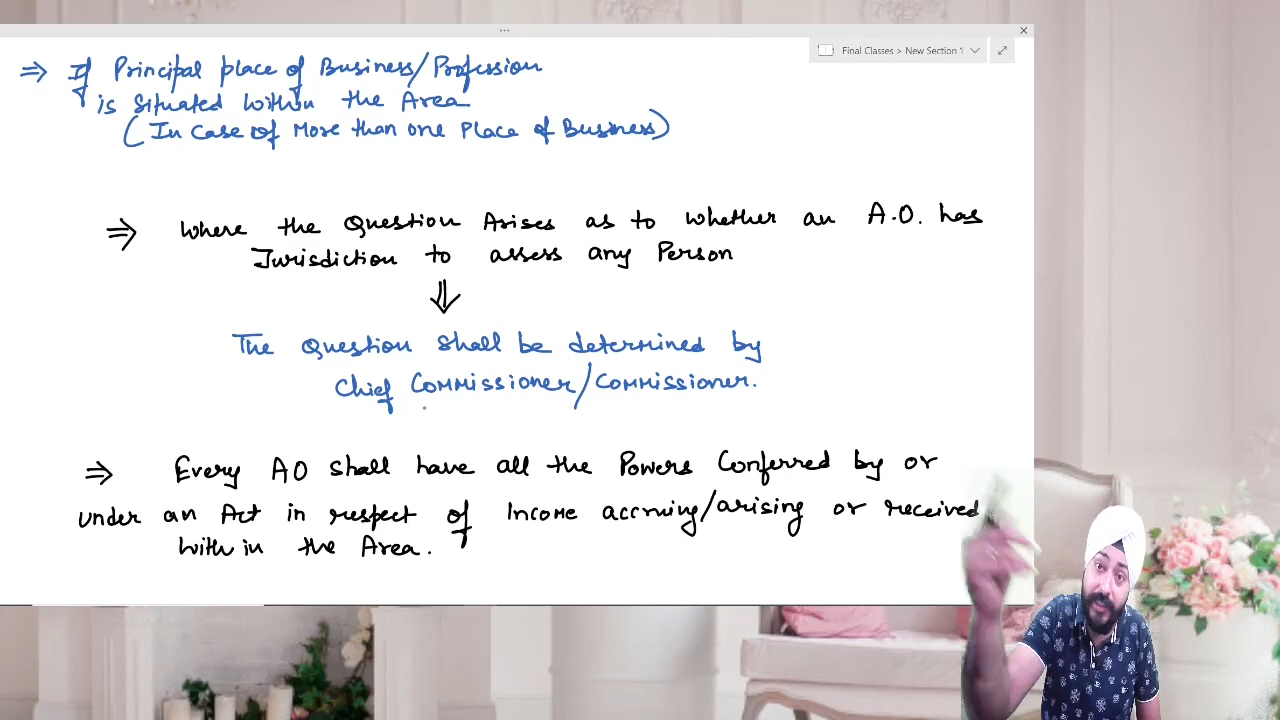 Final Classes > New Section 1
⇒ If Principal place of Business/Profession
is situated within the Area
(In Case of More than one Place of Business)
⇒ Where the Question Arises as to whether an A.O. has
Jurisdiction to assess any Person
⇓
The Question shall be determined by
Chief Commissioner/Commissioner.
⇒ Every AO shall have all the Powers Conferred by or
under an Act in respect of Income accruing/arising or received
within the Area.